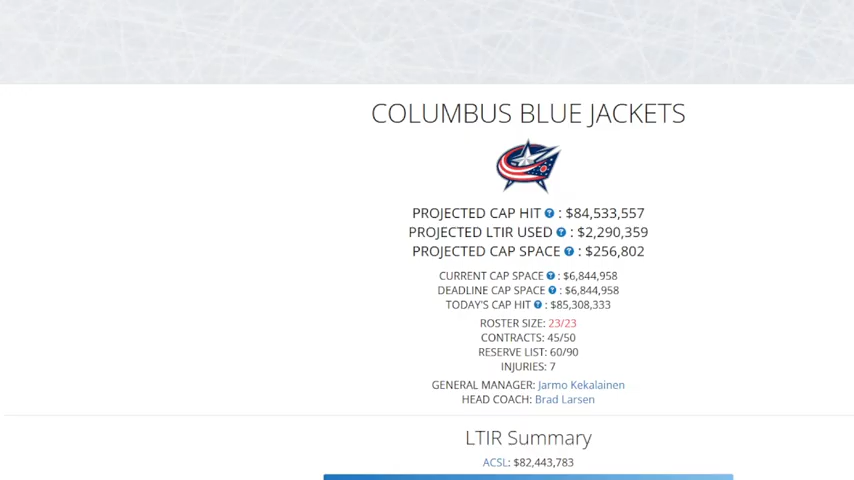 COLUMBUS BLUE JACKETS
PROJECTED CAP HIT ? : $84,533,557
PROJECTED LTIR USED ? : $2,290,359
PROJECTED CAP SPACE ? : $256,802
CURRENT CAP SPACE ? : $6,844,958
DEADLINE CAP SPACE ? : $6,844,958
TODAY'S CAP HIT ? : $85,308,333
ROSTER SIZE: 23/23
CONTRACTS: 45/50
RESERVE LIST: 60/90
INJURIES: 7
GENERAL MANAGER: Jarmo Kekalainen
HEAD COACH: Brad Larsen
LTIR Summary
ACSL: $82,443,783